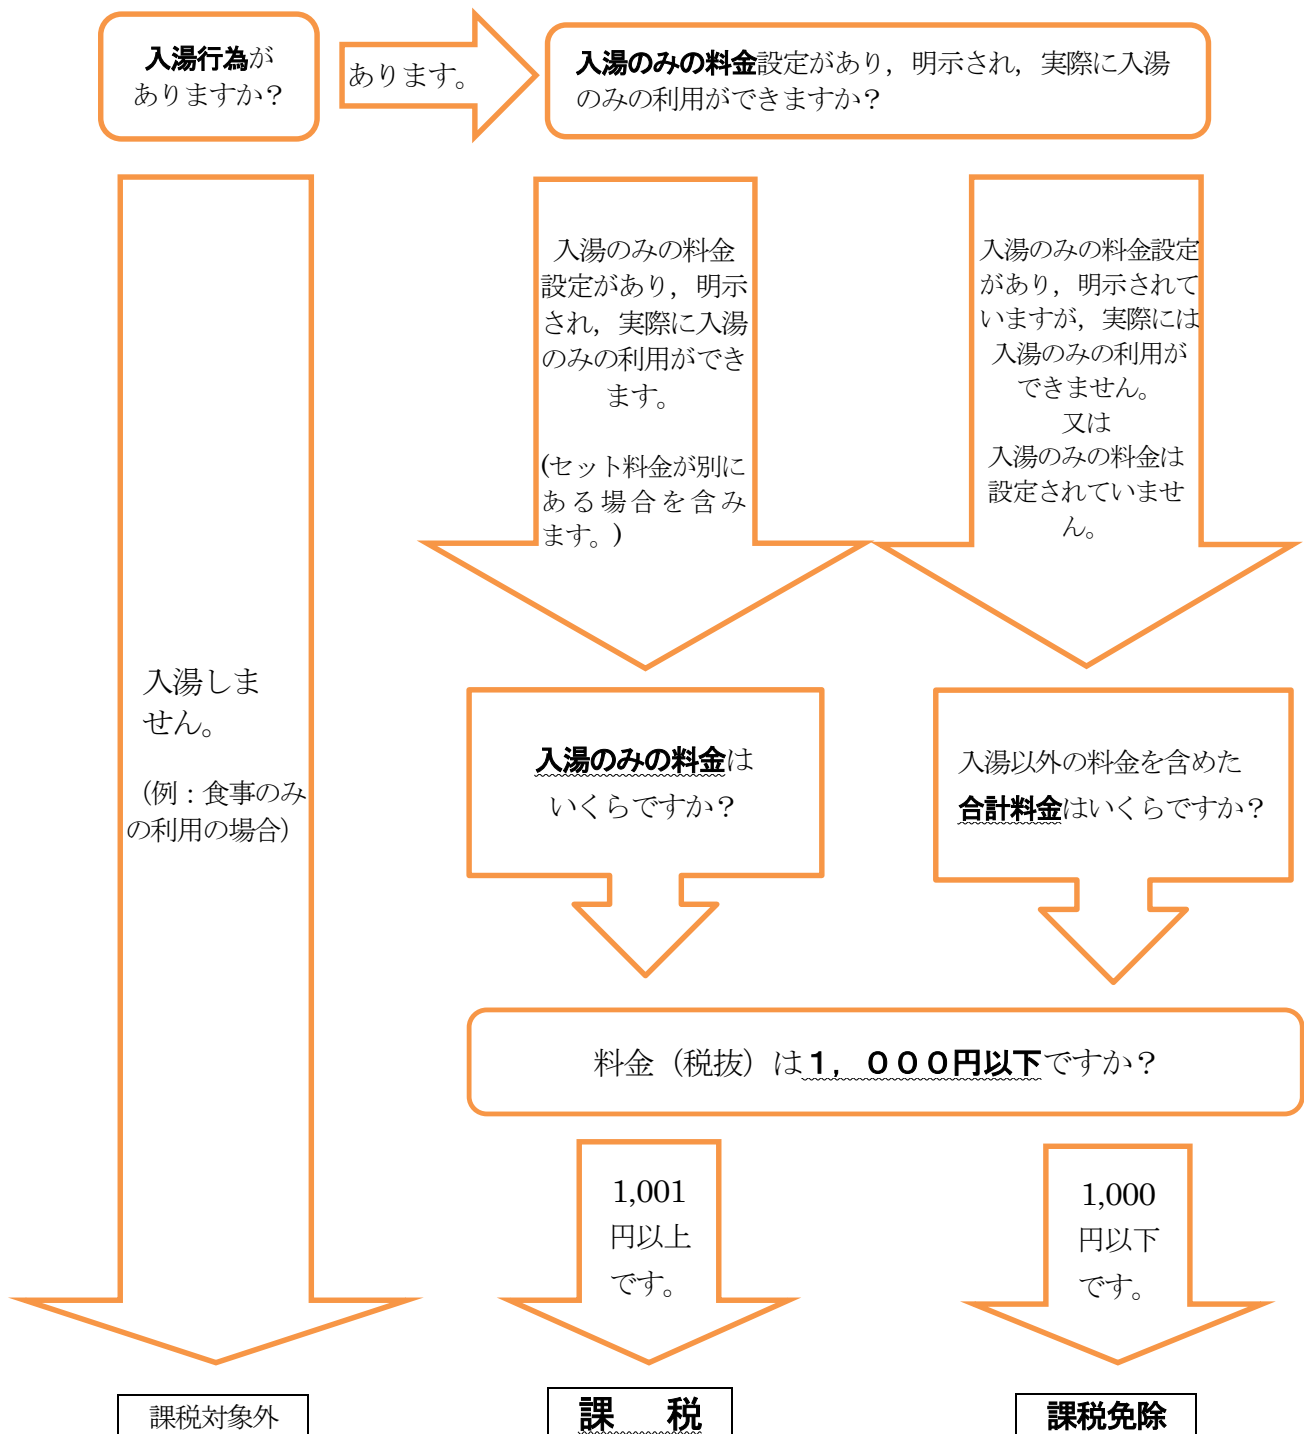 入湯行為が
ありますか？
あります。
入湯のみの料金設定があり，明示され，実際に入湯
のみの利用ができますか？
入湯しま
せん。
（例：食事のみ
の利用の場合）
入湯のみの料金
設定があり，明示
され，実際に入湯
のみの利用ができ
ます。
(セット料金が別に
ある場合を含み
ます。)
入湯のみの料金設定
があり，明示されて
いますが，実際には
入湯のみの利用が
できません。
又は
入湯のみの料金は
設定されていませ
ん。
入湯のみの料金は
いくらですか？
入湯以外の料金を含めた
合計料金はいくらですか？
料金（税抜）は１，０００円以下ですか？
1,001
円以上
です。
1,000
円以下
です。
課税対象外
課　税
課税免除